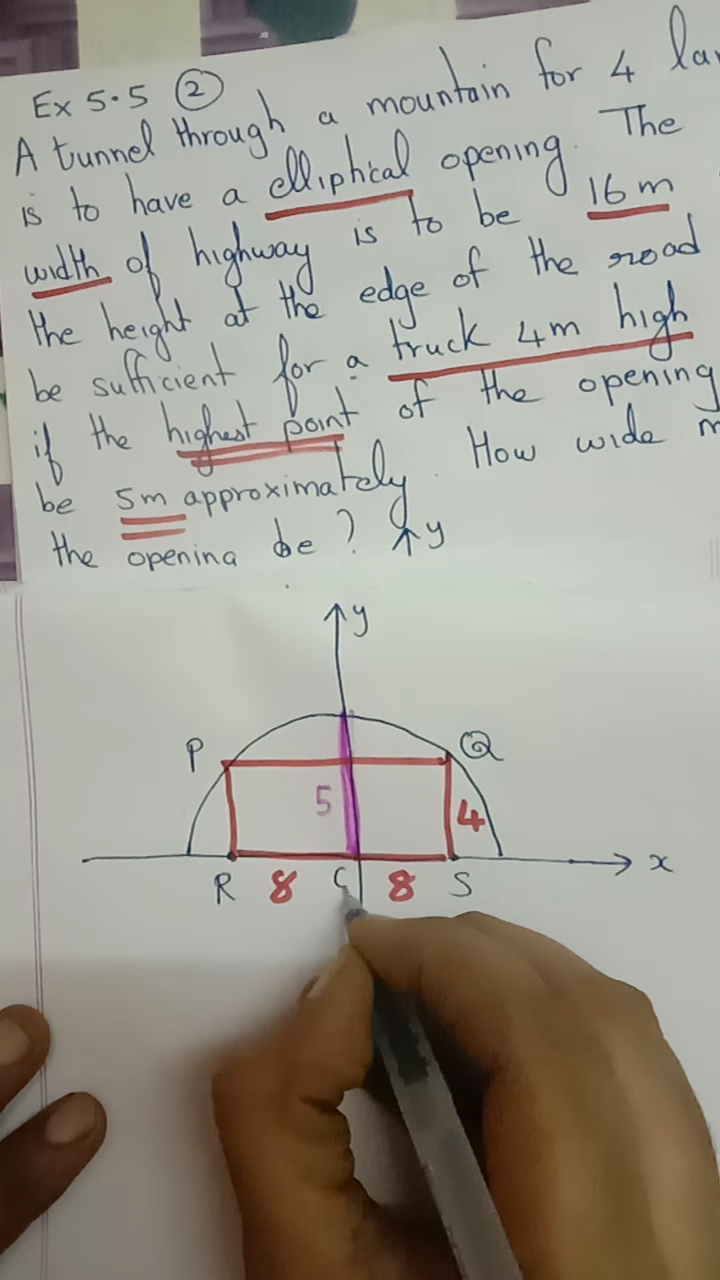 Ex 5.5 ②
A tunnel through a mountain for 4
is to have a elliptical opening. The
width of highway is to be 16m
the height at the edge of the road
be sufficient for a truck 4m high
if the highest point of the opening
be 5m approximately. How wide
the openina be? y
y
P Q
5 4
x
R 8 C 8 S